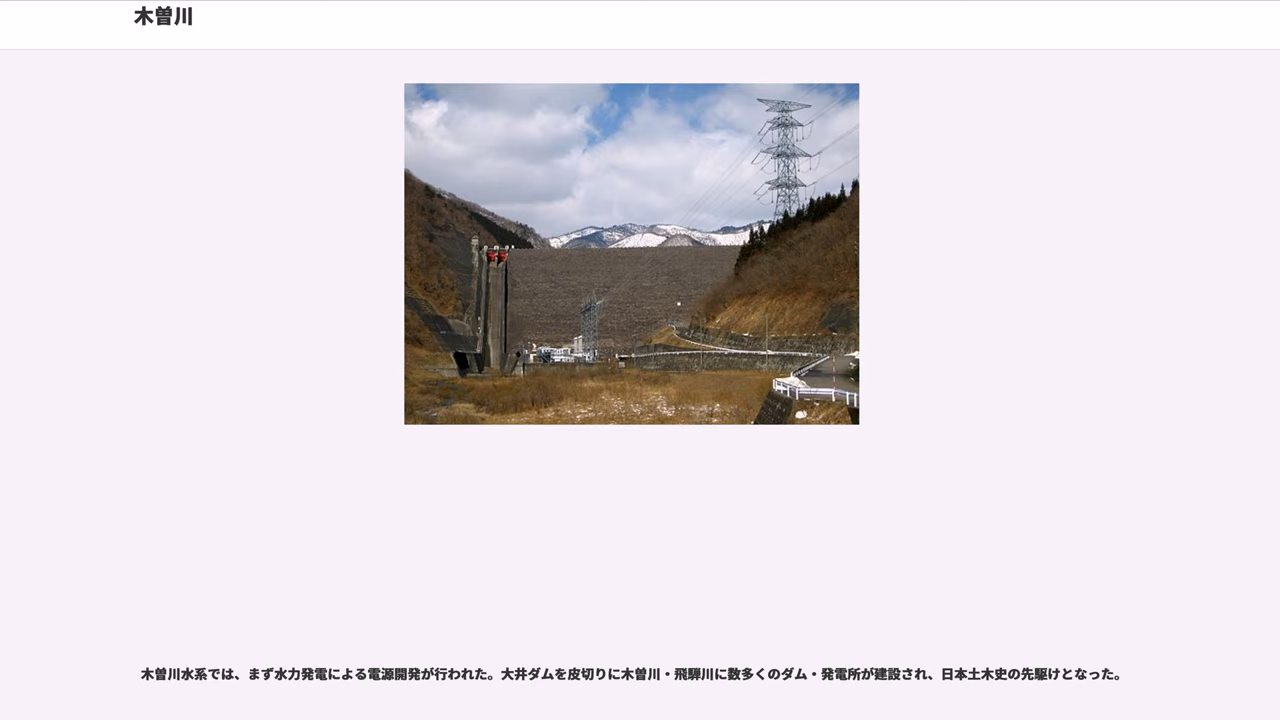 木曽川
木曽川水系では、まず水力発電による電源開発が行われた。大井ダムを皮切りに木曽川・飛騨川に数多くのダム・発電所が建設され、日本土木史の先駆けとなった。